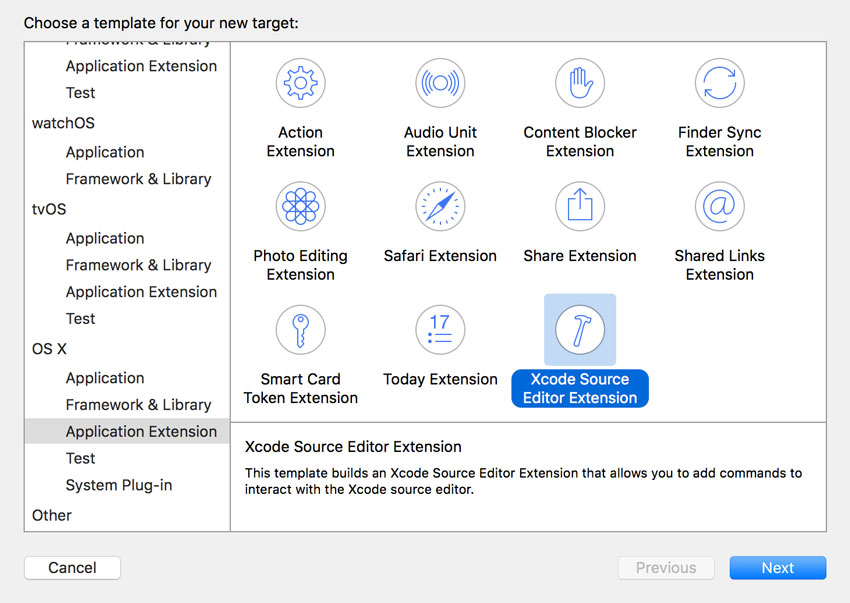 Choose a template for your new target:
Framework & Library
Application Extension
Test
watchOS
Application
Framework & Library
tvOS
Application
Framework & Library
Application Extension
Test
OS X
Application
Framework & Library
Application Extension
Test
System Plug-in
Other
Action
Extension
Audio Unit
Extension
Content Blocker
Extension
Finder Sync
Extension
Photo Editing
Extension
Safari Extension
Share Extension
Shared Links
Extension
Smart Card
Token Extension
17
Today Extension
Xcode Source
Editor Extension
Xcode Source Editor Extension
This template builds an Xcode Source Editor Extension that allows you to add commands to
interact with the Xcode source editor.
Cancel
Previous
Next